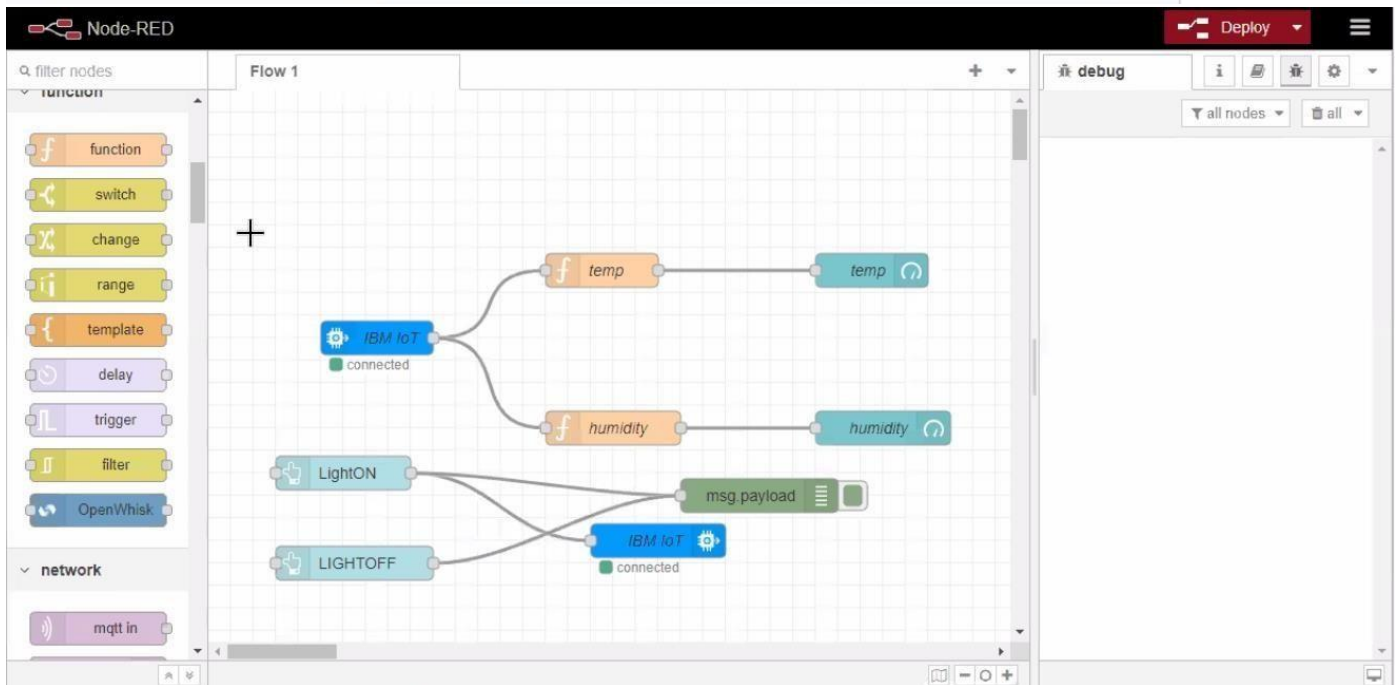 Node-RED
Deploy
filter nodes
Flow 1
debug
i
all nodes
all
function
function
switch
change
range
template
delay
trigger
filter
OpenWhisk
network
mqtt in
temp
temp
IBM IoT
connected
humidity
humidity
LightON
msg.payload
IBM IoT
connected
LIGHTOFF